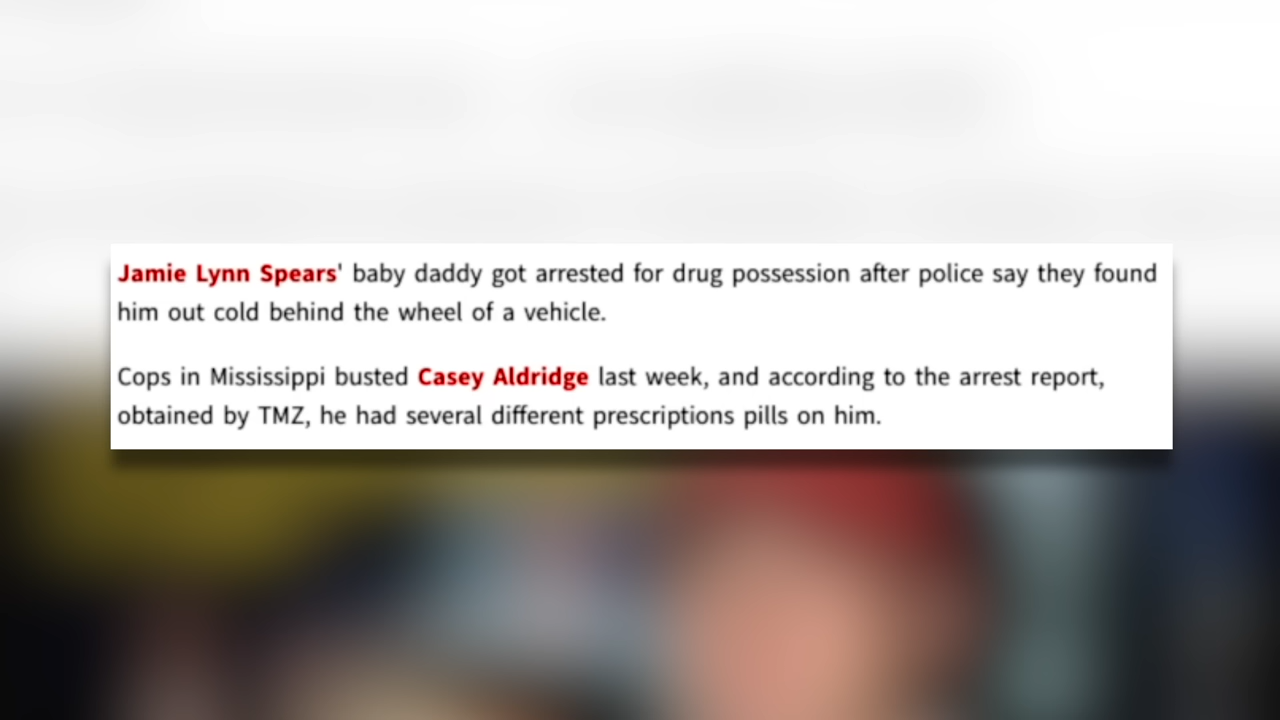 Jamie Lynn Spears' baby daddy got arrested for drug possession after police say they found
him out cold behind the wheel of a vehicle.
Cops in Mississippi busted Casey Aldridge last week, and according to the arrest report,
obtained by TMZ, he had several different prescriptions pills on him.